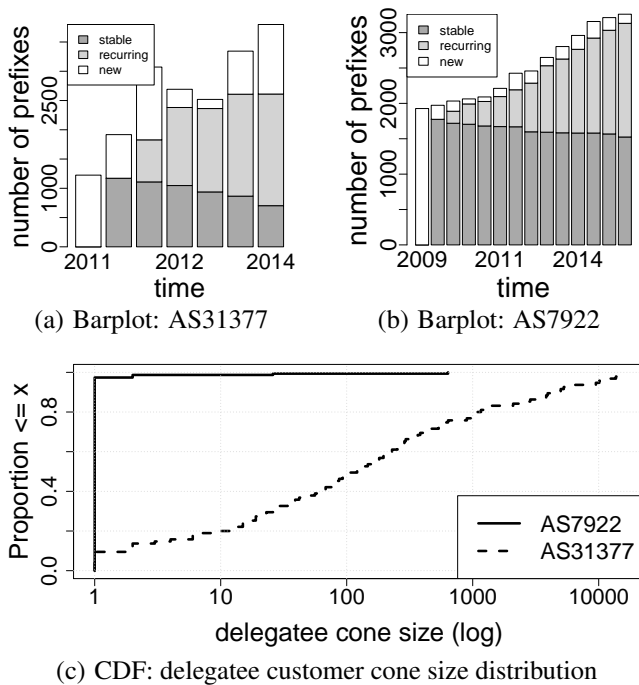 number of prefixes
0 1000 2500
stable
recurring
new
2011 2012 2014
time
(a) Barplot: AS31377
number of prefixes
0 1000 2000 3000
stable
recurring
new
2009 2011 2014
time
(b) Barplot: AS7922
Proportion <= x
0.0 0.4 0.8
AS7922
AS31377
1 10 100 1000 10000
delegatee cone size (log)
(c) CDF: delegatee customer cone size distribution